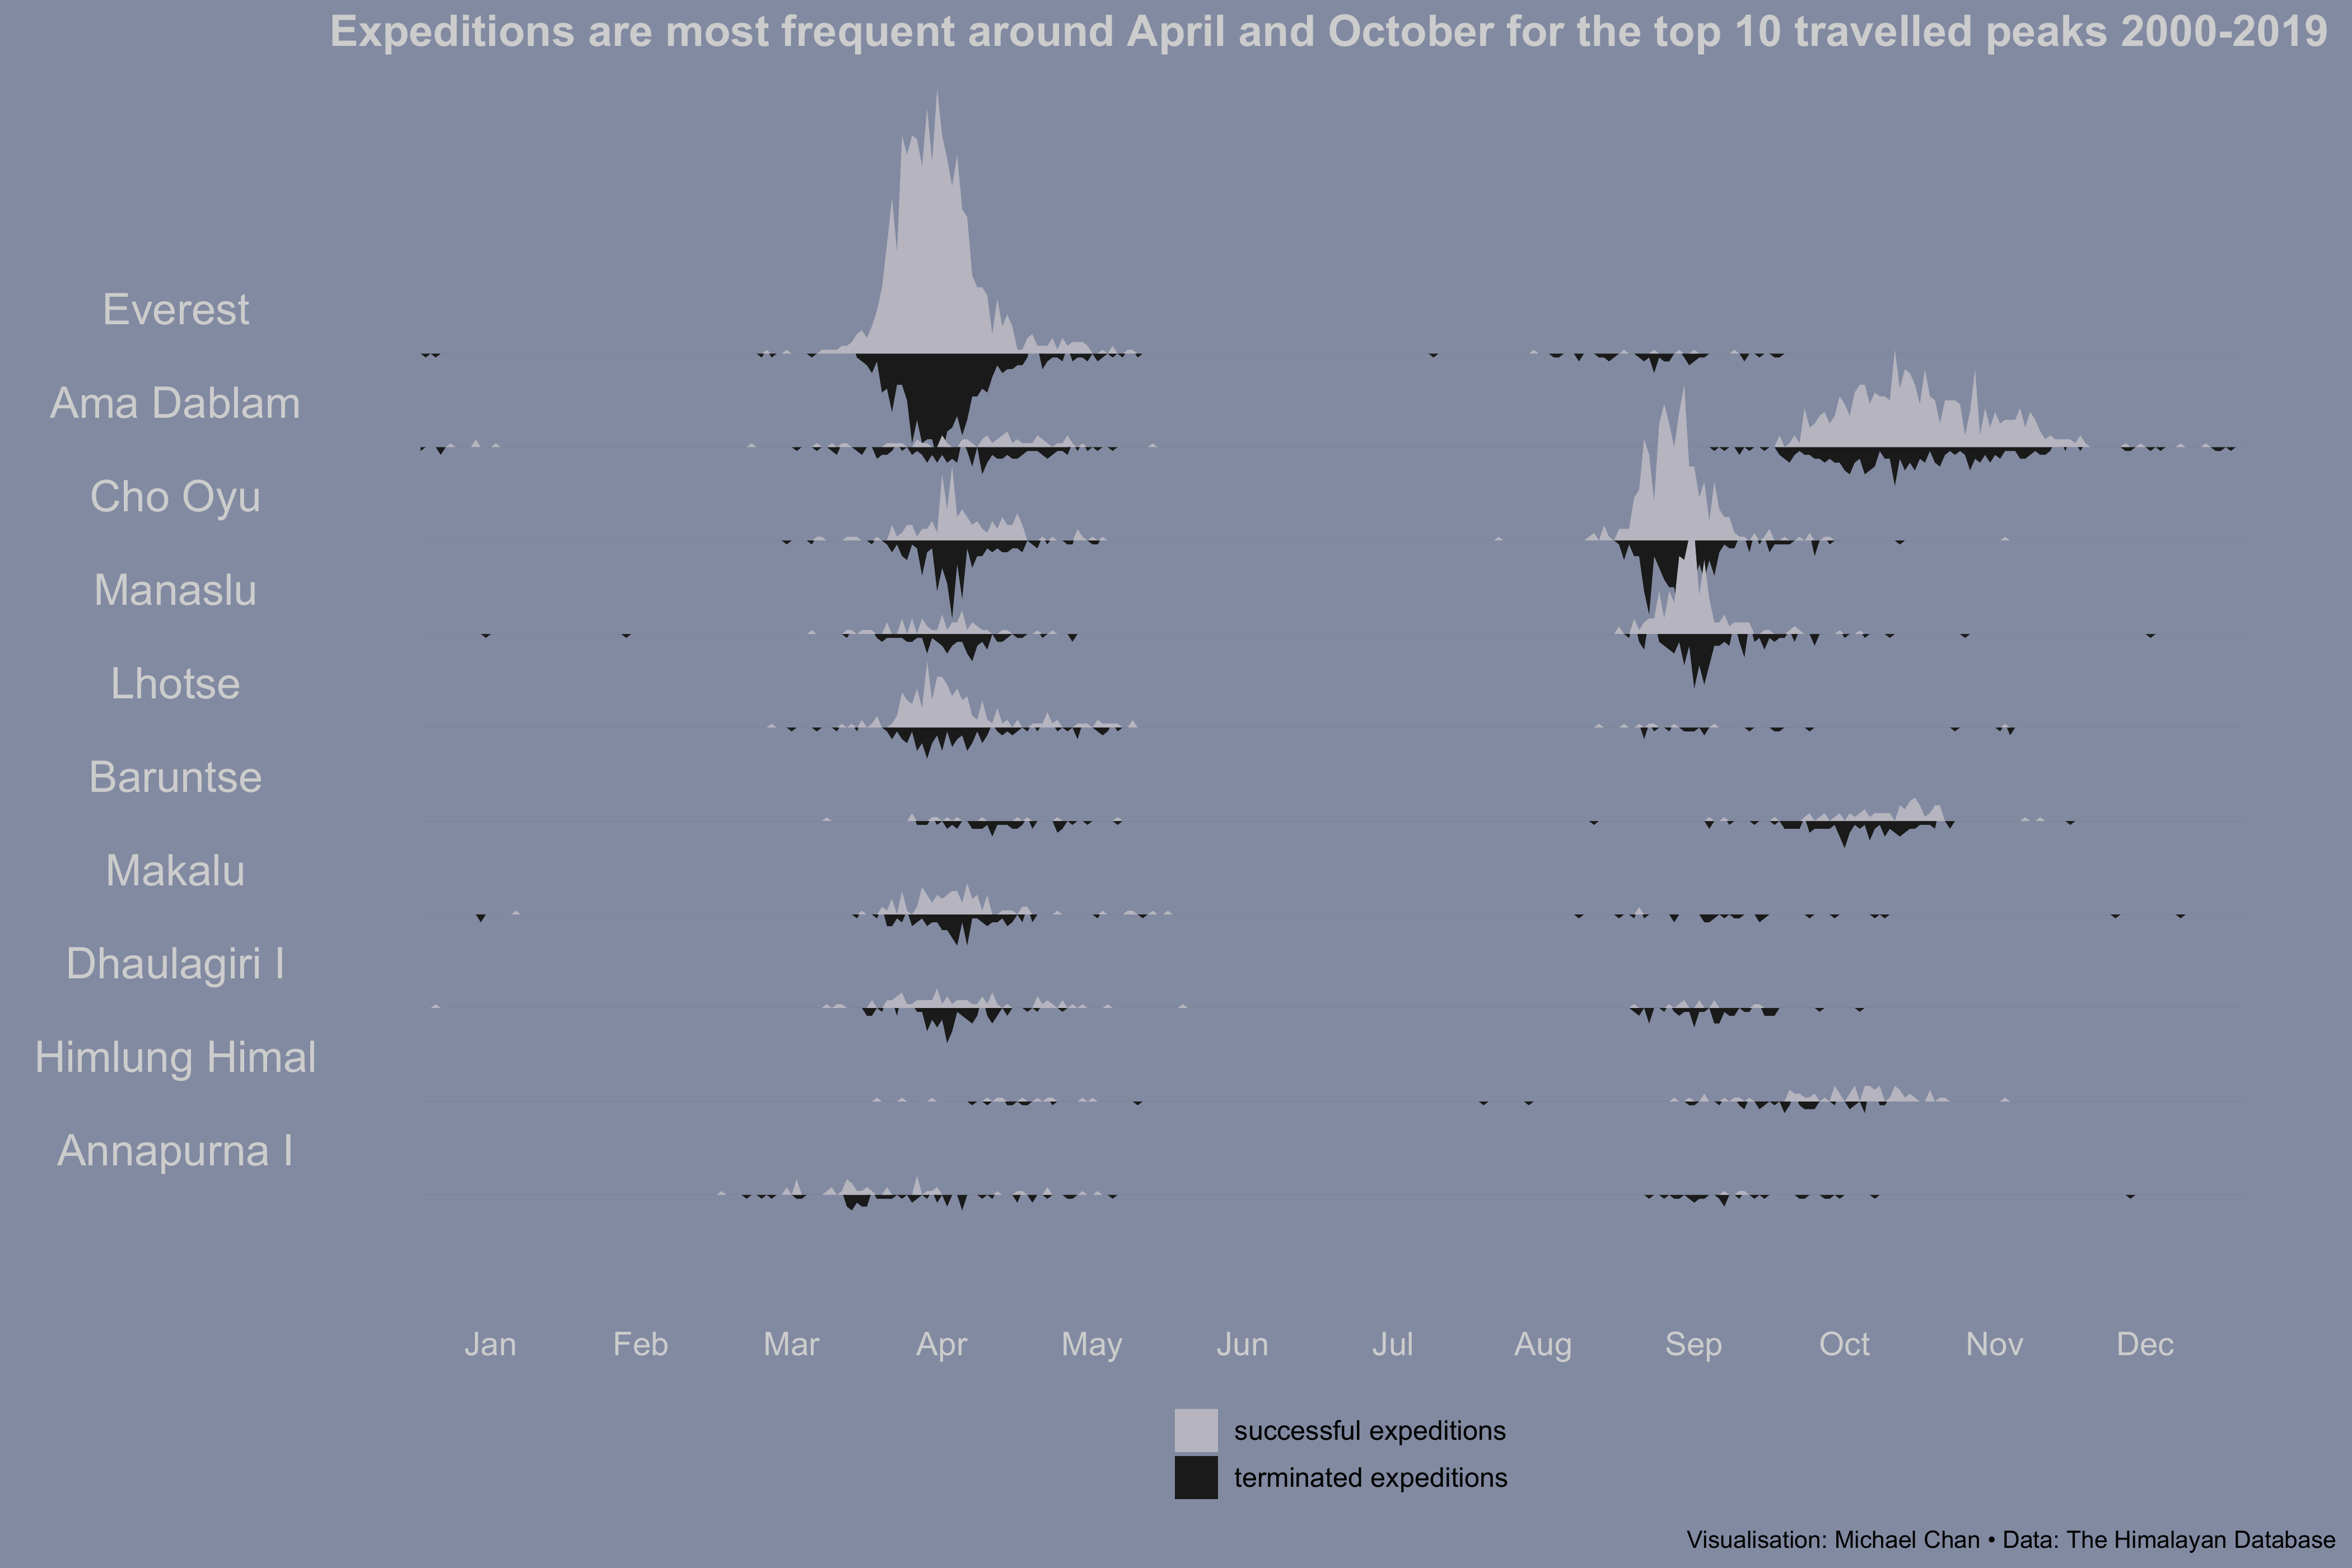 Expeditions are most frequent around April and October for the top 10 travelled peaks 2000-2019
Everest
Ama Dablam
Cho Oyu
Manaslu
Lhotse
Baruntse
Makalu
Dhaulagiri I
Himlung Himal
Annapurna I
Jan Feb Mar Apr May Jun Jul Aug Sep Oct Nov Dec
successful expeditions
terminated expeditions
Visualisation: Michael Chan • Data: The Himalayan Database